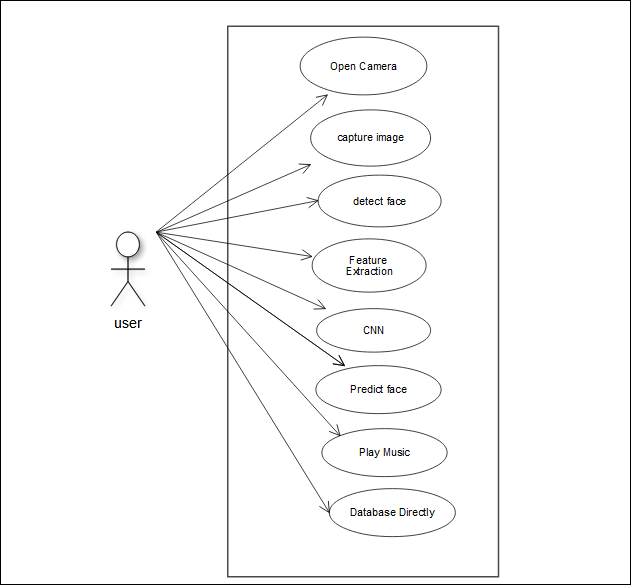 Open Camera
capture image
detect face
Feature
Extraction
CNN
Predict face
Play Music
Database Directly
user